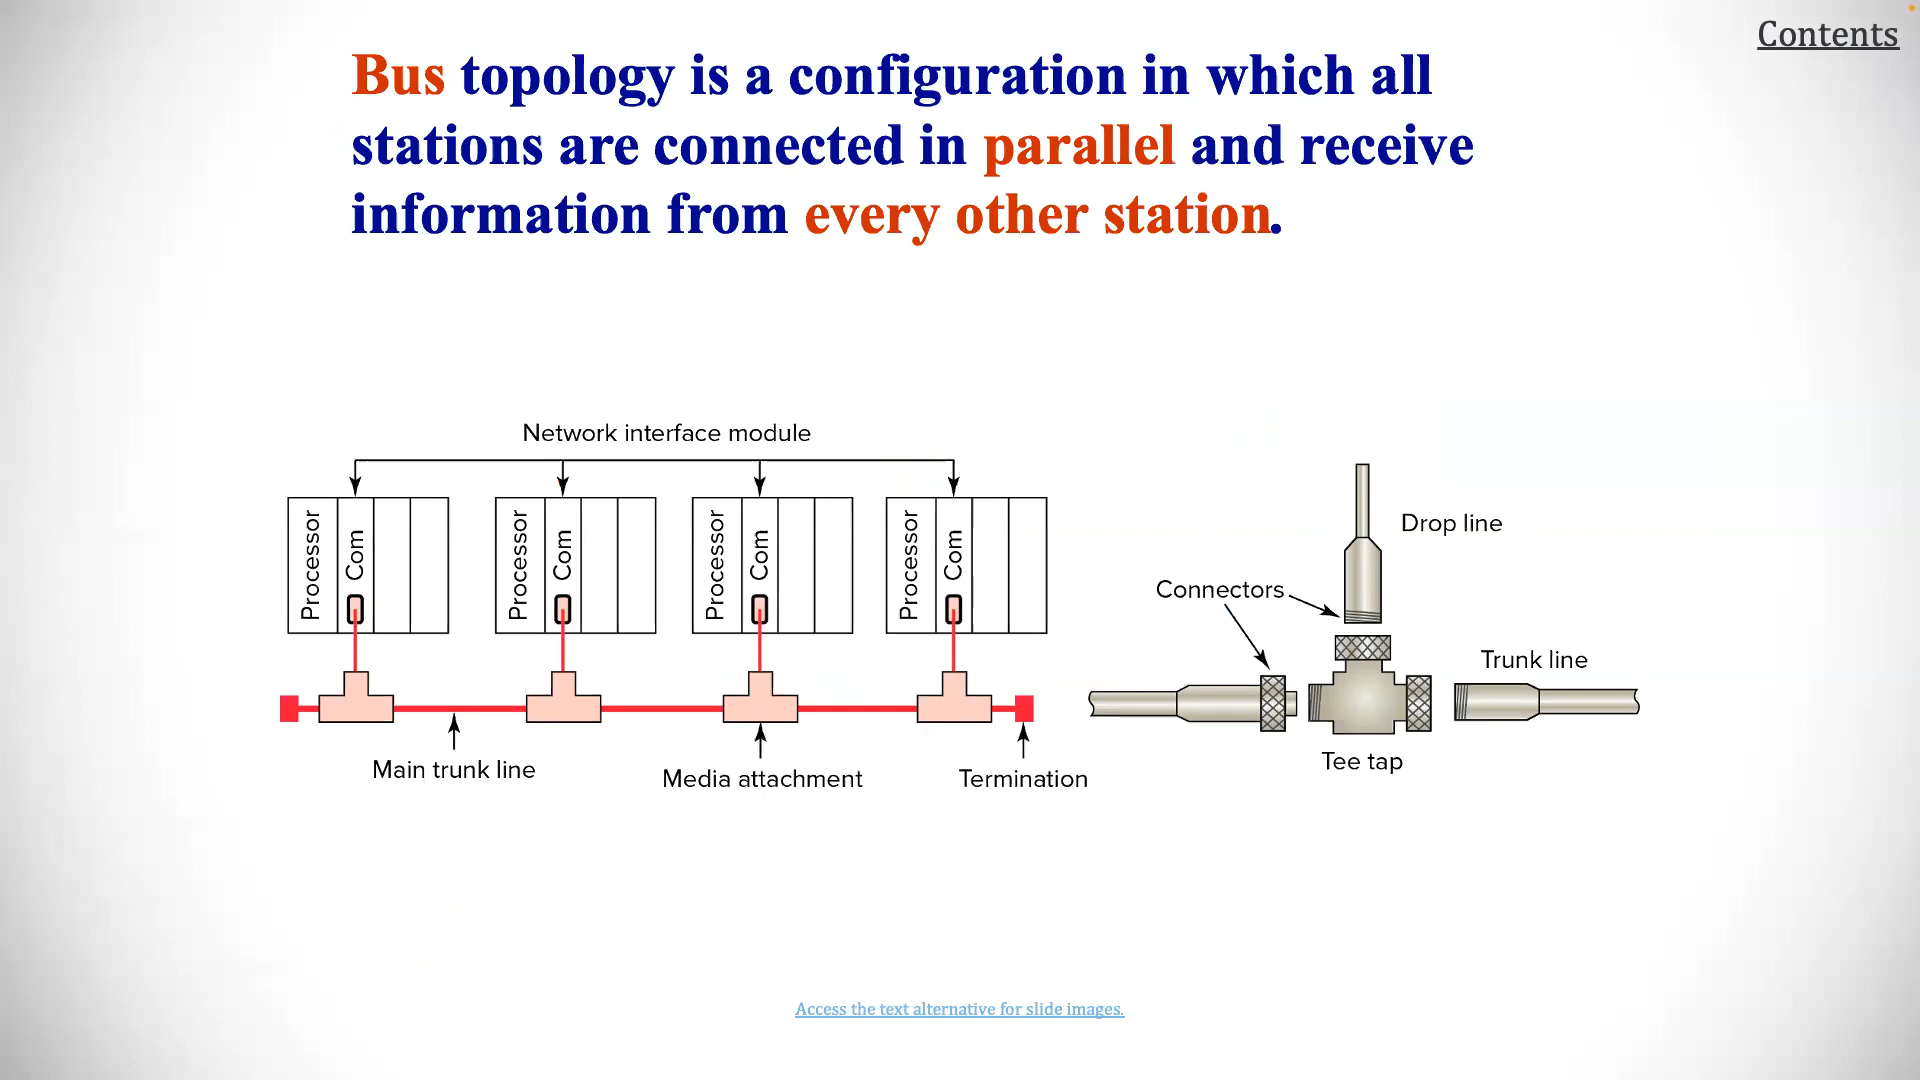 Contents
Bus topology is a configuration in which all
stations are connected in parallel and receive
information from every other station.
Network interface module
Processor
Com
Processor
Com
Processor
Com
Processor
Com
Main trunk line
Media attachment
Termination
Drop line
Connectors
Trunk line
Tee tap
Access the text alternative for slide images.